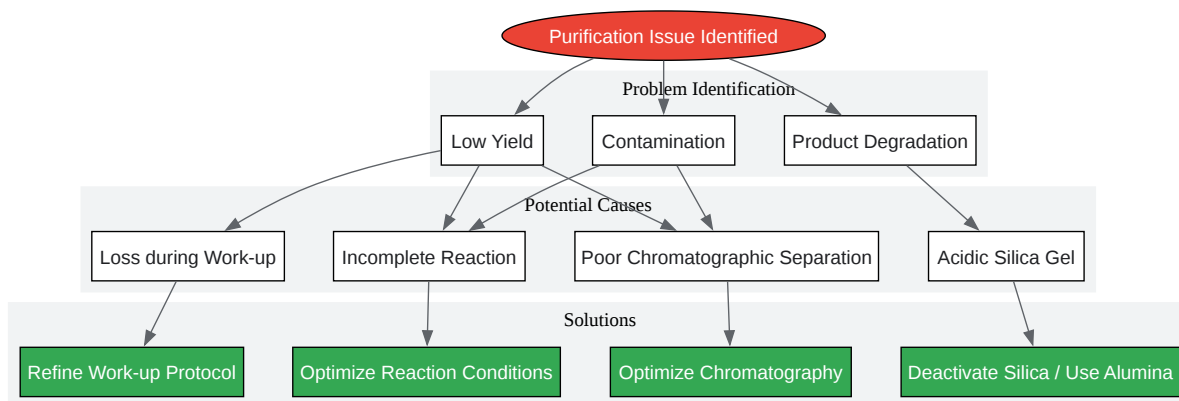 Purification Issue Identified
Problem Identification
Low Yield
Contamination
Product Degradation
Potential Causes
Loss during Work-up
Incomplete Reaction
Poor Chromatographic Separation
Acidic Silica Gel
Solutions
Refine Work-up Protocol
Optimize Reaction Conditions
Optimize Chromatography
Deactivate Silica / Use Alumina